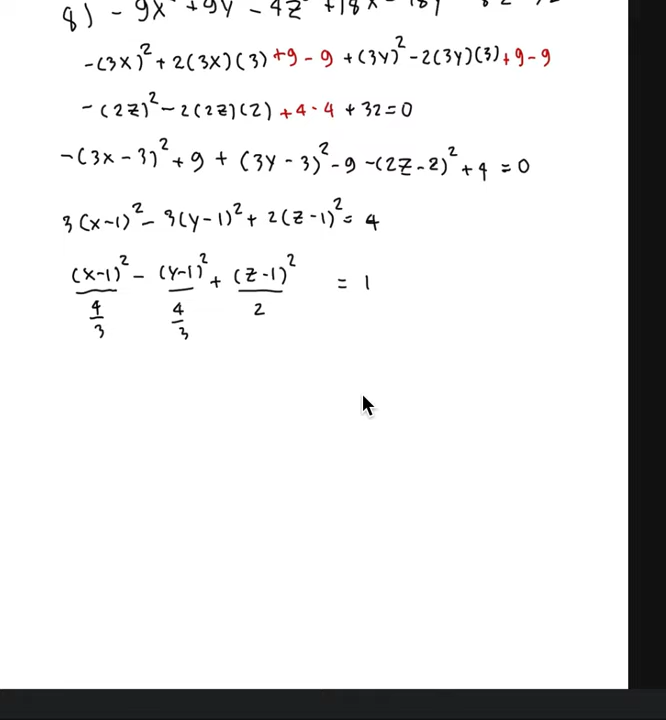 8) - 9x² + 9y² - 4z² + 18x - 18y
-(3x)² + 2(3x)(3) +9 - 9 + (3y)² - 2(3y)(3) + 9 - 9
-(2z)² - 2(2z)(2) +4 - 4 + 32 = 0
-(3x - 3)² + 9 + (3y - 3)² - 9 - (2z - 2)² + 4 = 0
3(x-1)² - 3(y-1)² + 2(z-1)² = 4
(x-1)²/(4/3) - (y-1)²/(4/3) + (z-1)²/2 = 1